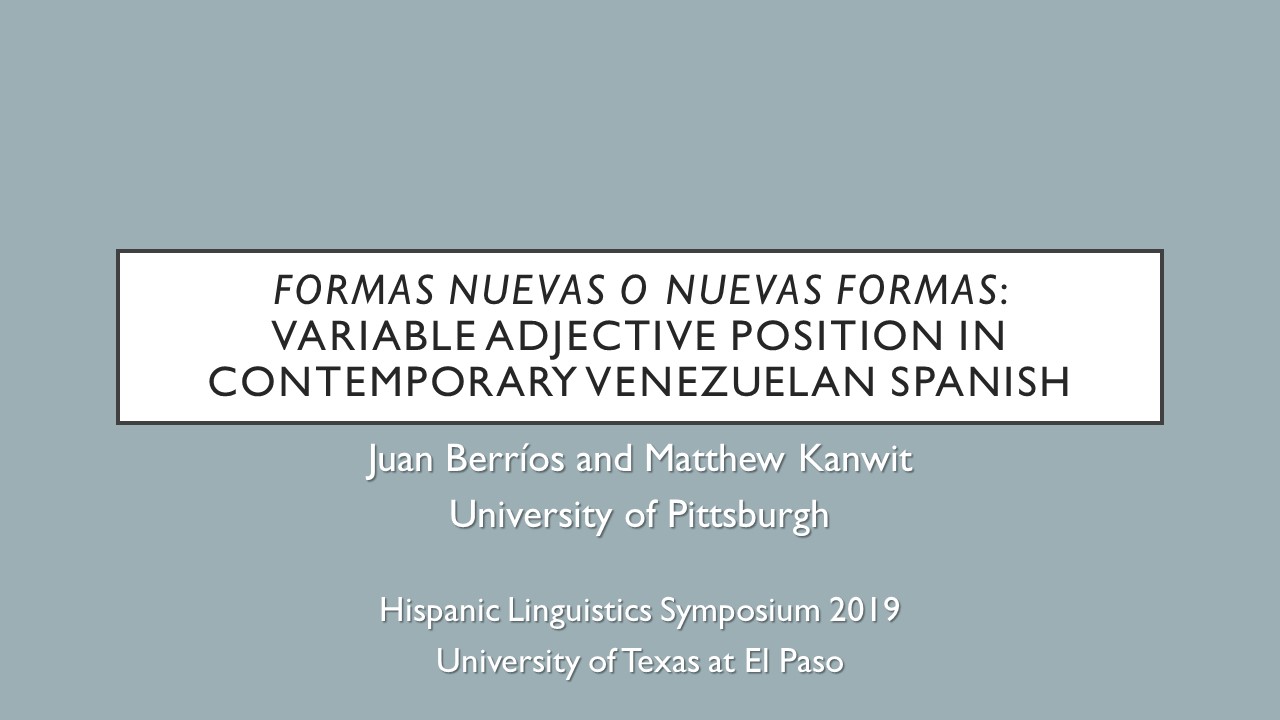 FORMAS NUEVAS O NUEVAS FORMAS:
VARIABLE ADJECTIVE POSITION IN
CONTEMPORARY VENEZUELAN SPANISH
Juan Berríos and Matthew Kanwit
University of Pittsburgh
Hispanic Linguistics Symposium 2019
University of Texas at El Paso